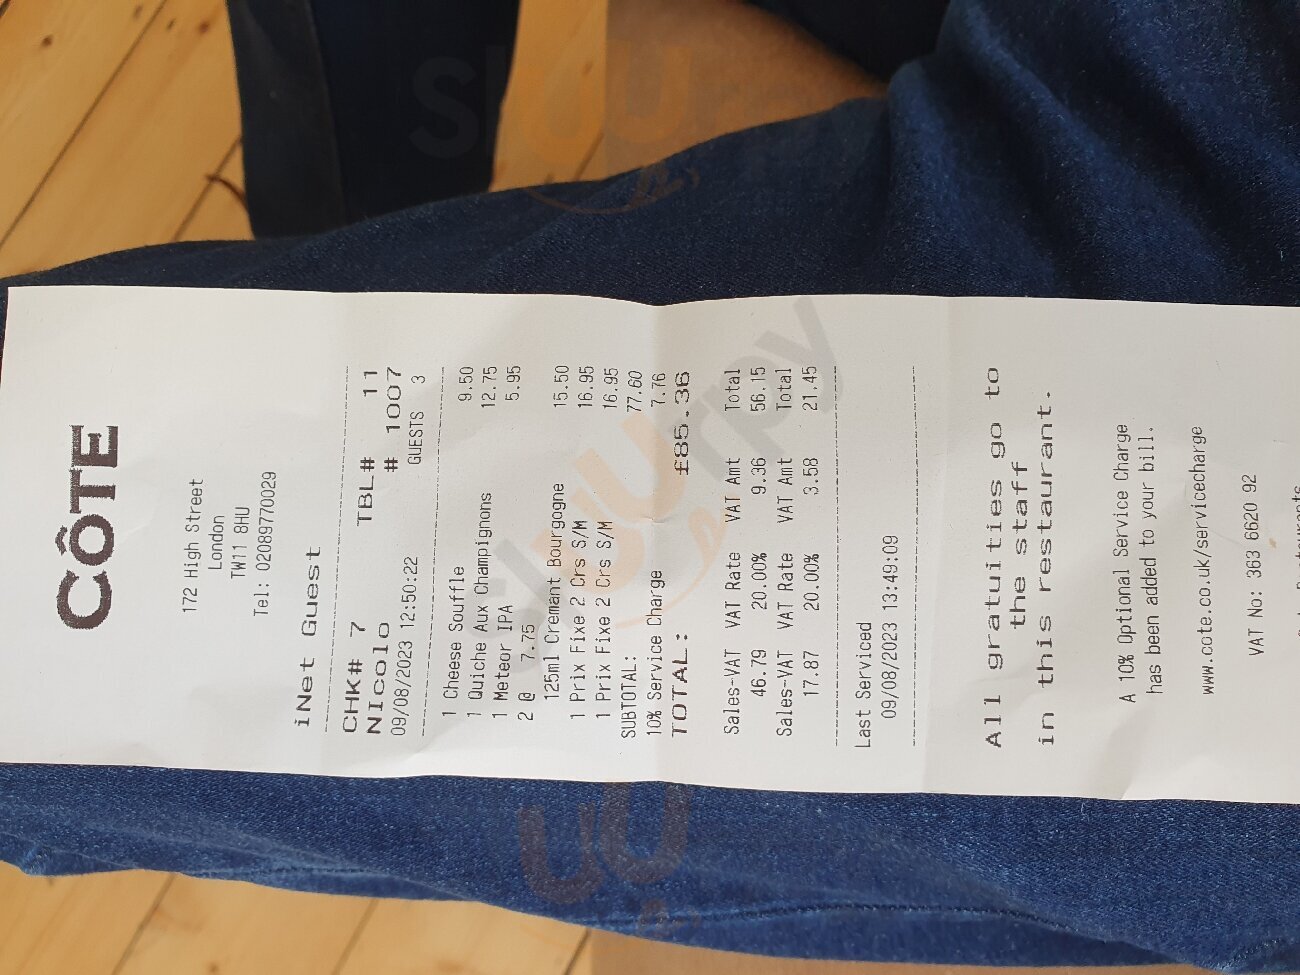 CÔTE
172 High Street
London
TW11 8HU
Tel: 02089770029
iNet Guest
CHK# 7 TBL# 11
Nicolo # 1007
09/08/2023 12:50:22 GUESTS 3
1 Cheese Souffle 9.50
1 Quiche Aux Champignons 12.75
1 Meteor IPA 5.95
2 @ 7.75
125ml Cremant Bourgogne 15.50
1 Prix Fixe 2 Crs S/M 16.95
1 Prix Fixe 2 Crs S/M 16.95
SUBTOTAL: 77.60
10% Service Charge 7.76
TOTAL: £85.36
Sales-VAT VAT Rate VAT Amt Total
46.79 20.00% 9.36 56.15
Sales-VAT VAT Rate VAT Amt Total
17.87 20.00% 3.58 21.45
Last Serviced
09/08/2023 13:49:09
All gratuities go to
the staff
in this restaurant.
A 10% Optional Service Charge
has been added to your bill.
www.cote.co.uk/servicecharge
VAT No: 363 6620 92